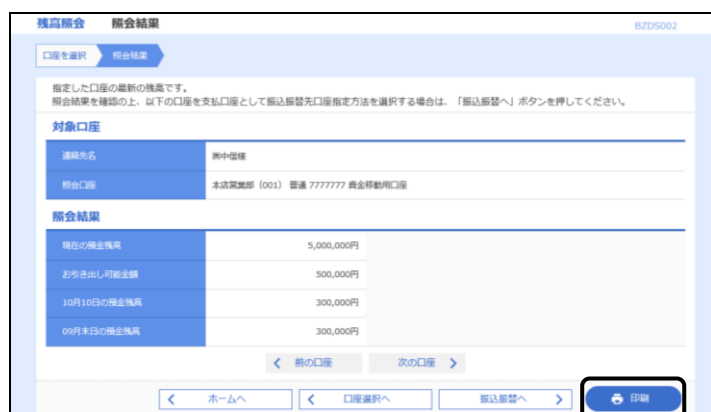 残高照会 照会結果
BZDS002
口座を選択 照会結果
指定した口座の最新の残高です。
照会結果を確認の上、以下の口座を支払口座として振込振替先口座指定方法を選択する場合は、「振込振替へ」ボタンを押してください。
対象口座
連絡先名 ㈱中信様
照会口座 本店営業部（001） 普通 7777777 資金移動用口座
照会結果
現在の預金残高 5,000,000円
お引き出し可能金額 500,000円
10月10日の預金残高 300,000円
09月末日の預金残高 300,000円
前の口座 次の口座
ホームへ 口座選択へ 振込振替へ 印刷